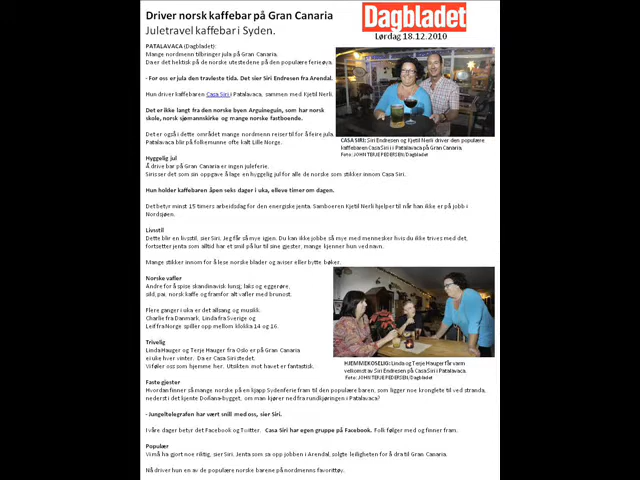 Driver norsk kaffebar på Gran Canaria
Juletravel kaffebar i Syden.
Dagbladet
Lørdag 18.12.2010
PATALAVACA (Dagbladet):
Mange nordmenn tilbringer jula på Gran Canaria.
Da er det hektisk på de norske utestedene på den populære ferieøya.
- For oss er jula den travleste tida. Det sier Siri Endresen fra Arendal.
Hun driver kaffebaren Casa Siri i Patalavaca, sammen med Kjetil Nerli.
Det er ikke langt fra den norske byen Arguineguin, som har norsk
skole, norsk sjømannskirke og mange norske fastboende.
Det er også i dette området mange nordmenn reiser til for å feire jula.
Patalavaca blir på folkemunne ofte kalt Lille Norge.
CASA SIRI: Siri Endresen og Kjetil Nerli driver den populære
kaffebaren Casa Siri i Patalavaca på Gran Canaria.
Foto: JOHN TERJE PEDERSEN/Dagbladet
Hyggelig jul
Å drive bar på Gran Canaria er ingen juleferie.
Siri ser det som sin oppgave å lage en hyggelig jul for alle de norske som stikker innom Casa Siri.
Hun holder kaffebaren åpen seks dager i uka, elleve timer om dagen.
Det betyr minst 15 timers arbeidsdag for den energiske jenta. Samboeren Kjetil Nerli hjelper til når han ikke er på jobb i
Nordsjøen.
Livsstil
Dette blir en livsstil, sier Siri. Jeg får så mye igjen. Du kan ikke jobbe så mye med mennesker hvis du ikke trives med det,
fortsetter jenta som alltid har et smil på lur til sine gjester, mange kjenner hun ved navn.
Mange stikker innom for å lese norske blader og aviser eller bytte bøker.
Norske vafler
Andre for å spise skandinavisk lunsj; laks og eggerøre,
sild, pai, norsk kaffe og framfor alt vafler med brunost.
Flere ganger i uka er det allsang og musikk.
Charlie fra Danmark, Linda fra Sverige og
Leif fra Norge spiller opp mellom klokka 14 og 16.
Trivelig
Linda Hauger og Terje Hauger fra Oslo er på Gran Canaria
ei uke hver vinter. Da er Casa Siri stedet.
Vi føler oss som hjemme her. Utsikten mot havet er fantastisk.
HJEMMEKOSELIG: Linda og Terje Hauger får varm
velkomst av Siri Endresen på Casa Siri i Patalavaca.
Foto: JOHN TERJE PEDERSEN/Dagbladet
Faste gjester
Hvordan finner så mange norske på en kjapp Sydenferie fram til den populære baren, som ligger noe kronglete til ved stranda,
nederst i det kjente Doñana-bygget, om man kjører ned fra rundkjøringen i Patalavaca?
- Jungeltelegrafen har vært snill med oss, sier Siri.
I våre dager betyr det Facebook og Twitter. Casa Siri har egen gruppe på Facebook. Folk følger med og finner fram.
Populær
Vi må ha gjort noe riktig, sier Siri. Jenta som sa opp jobben i Arendal, solgte leiligheten for å dra til Gran Canaria.
Nå driver hun en av de populære norske barene på nordmenns favorittøy.